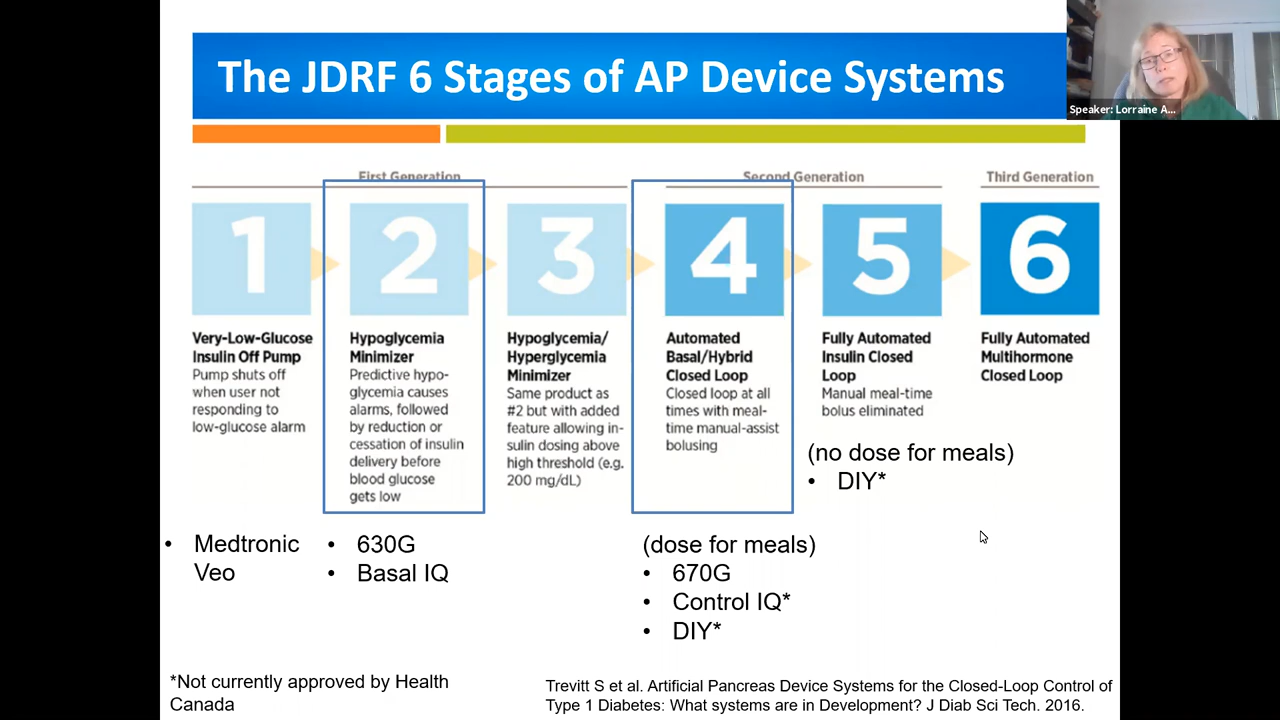 The JDRF 6 Stages of AP Device Systems
Speaker: Lorraine A...
First Generation
Second Generation
Third Generation
1
2
3
4
5
6
Very-Low-Glucose
Insulin Off Pump
Pump shuts off
when user not
responding to
low-glucose alarm
Hypoglycemia
Minimizer
Predictive hypo-
glycemia causes
alarms, followed
by reduction or
cessation of insulin
delivery before
blood glucose
gets low
Hypoglycemia/
Hyperglycemia
Minimizer
Same product as
#2 but with added
feature allowing in-
sulin dosing above
high threshold (e.g.
200 mg/dL)
Automated
Basal/Hybrid
Closed Loop
Closed loop at all
times with meal-
time manual-assist
bolusing
Fully Automated
Insulin Closed
Loop
Manual meal-time
bolus eliminated
Fully Automated
Multihormone
Closed Loop
(no dose for meals)
• DIY*
• Medtronic
Veo
• 630G
• Basal IQ
(dose for meals)
• 670G
• Control IQ*
• DIY*
*Not currently approved by Health
Canada
Trevitt S et al. Artificial Pancreas Device Systems for the Closed-Loop Control of
Type 1 Diabetes: What systems are in Development? J Diab Sci Tech. 2016.